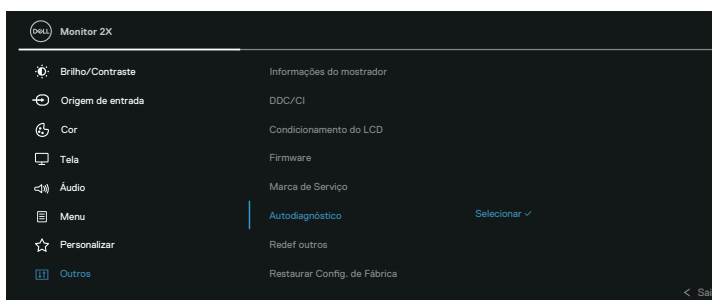 DELL Monitor 2X
Brilho/Contraste Informações do mostrador
Origem de entrada DDC/CI
Cor Condicionamento do LCD
Tela Firmware
Áudio Marca de Serviço
Menu Autodiagnóstico Selecionar
Personalizar Redef outros
Outros Restaurar Config. de Fábrica
Sai